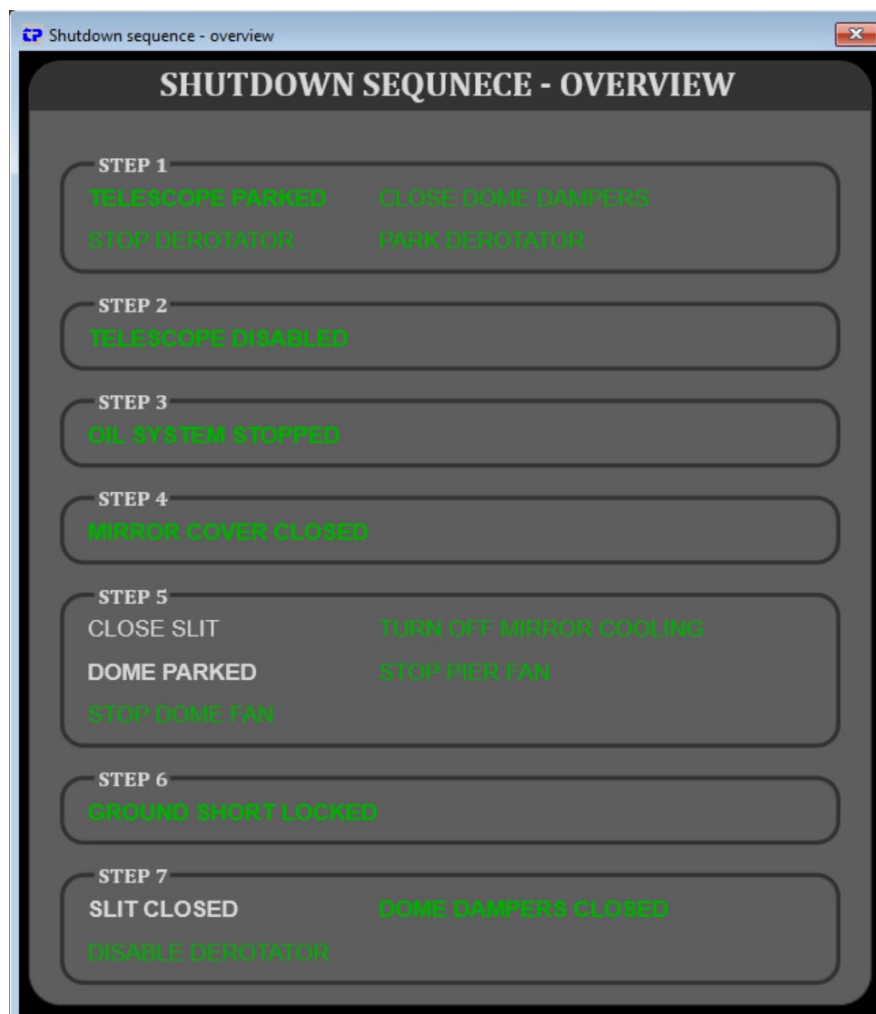 Shutdown sequence - overview
SHUTDOWN SEQUNECE - OVERVIEW
STEP 1
TELESCOPE PARKED CLOSE DOME DAMPERS
STOP DEROTATOR PARK DEROTATOR
STEP 2
TELESCOPE DISABLED
STEP 3
OIL SYSTEM STOPPED
STEP 4
MIRROR COVER CLOSED
STEP 5
CLOSE SLIT TURN OFF MIRROR COOLING
DOME PARKED STOP PIER FAN
STOP DOME FAN
STEP 6
GROUND SHORT LOCKED
STEP 7
SLIT CLOSED DOME DAMPERS CLOSED
DISABLE DEROTATOR